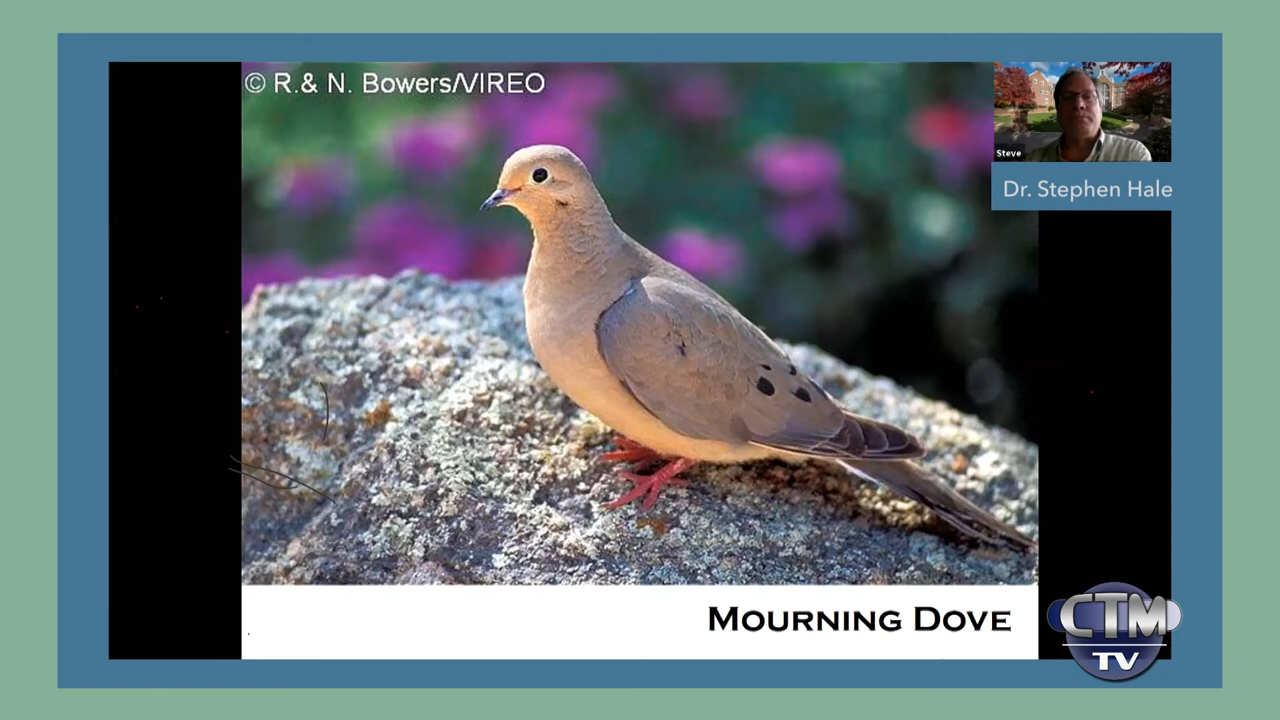 © R.& N. Bowers/VIREO
Steve
Dr. Stephen Hale
Mourning Dove
CTM
TV